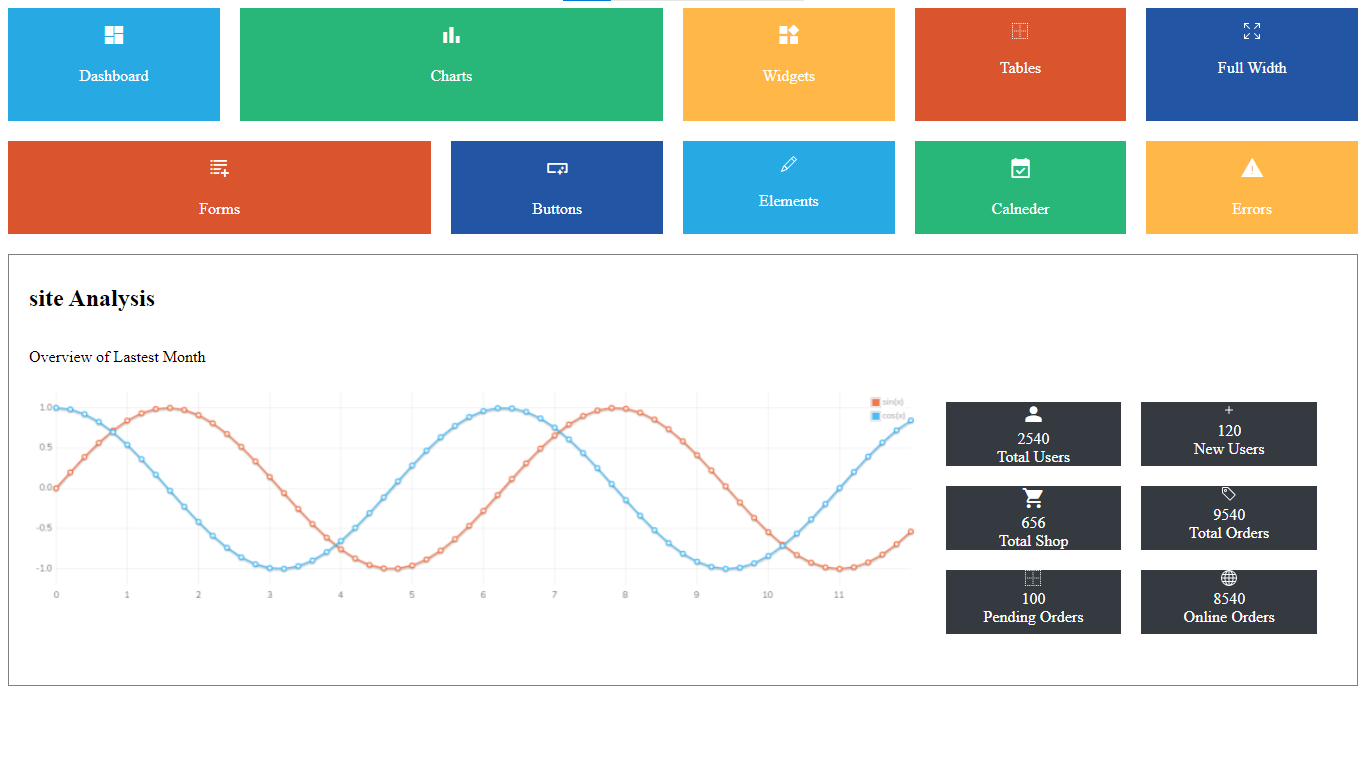 Dashboard
Charts
Widgets
Tables
Full Width
Forms
Buttons
Elements
Calneder
Errors
site Analysis
Overview of Lastest Month
1.0
0.5
0.0
-0.5
-1.0
0 1 2 3 4 5 6 7 8 9 10 11
sin(x)
cos(x)
2540
Total Users
120
New Users
656
Total Shop
9540
Total Orders
100
Pending Orders
8540
Online Orders